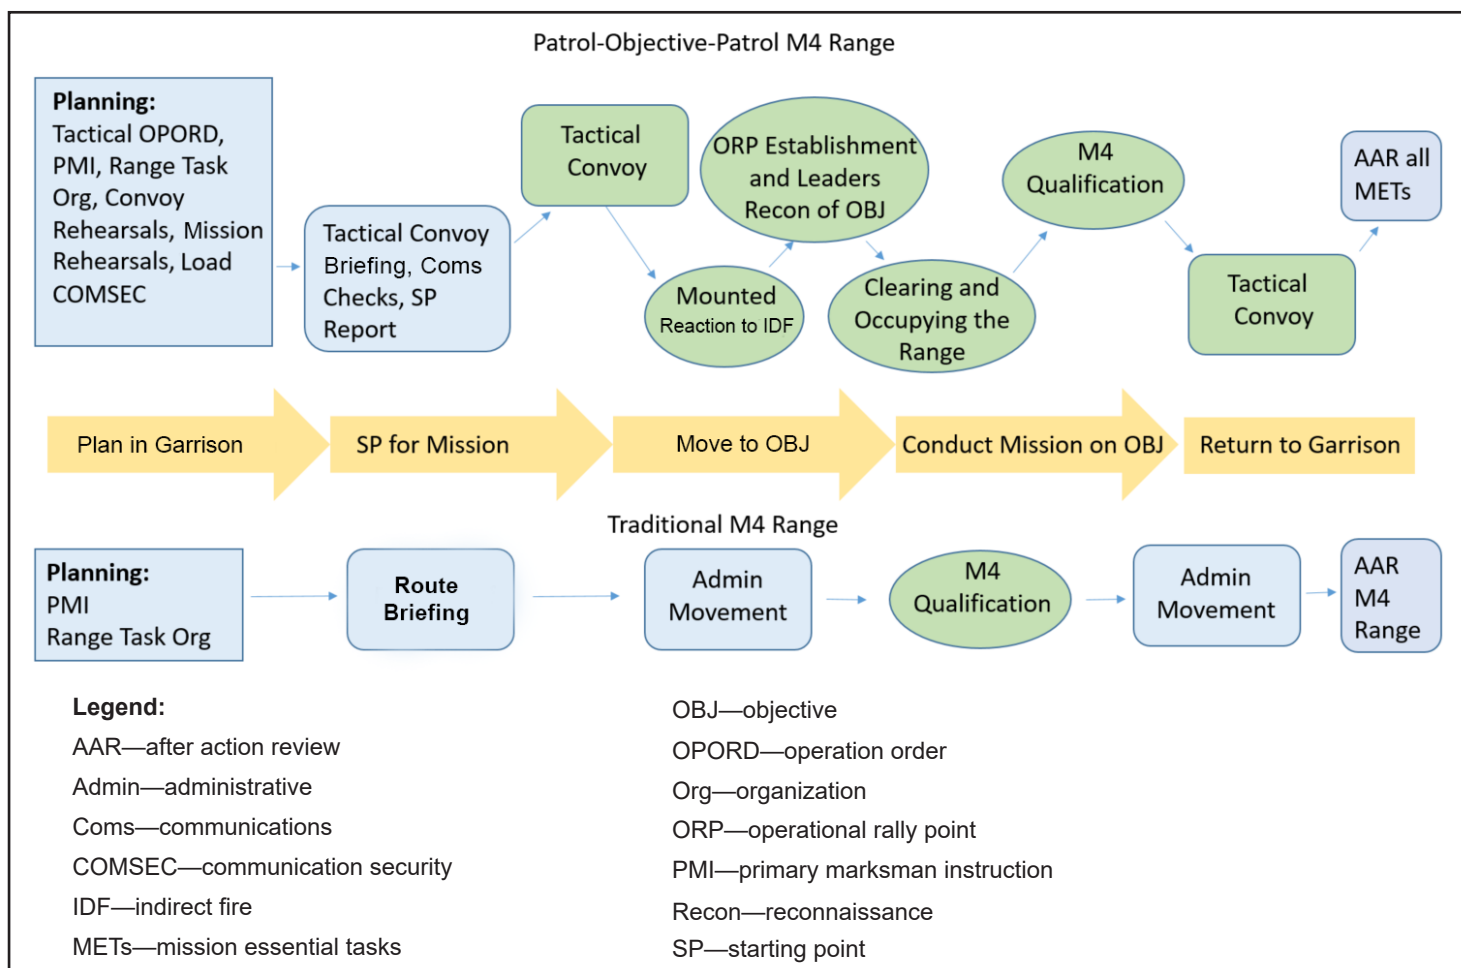 Patrol-Objective-Patrol M4 Range
Planning:
Tactical OPORD,
PMI, Range Task
Org, Convoy
Rehearsals, Mission
Rehearsals, Load
COMSEC
Tactical Convoy
Briefing, Coms
Checks, SP
Report
Tactical
Convoy
Mounted
Reaction to IDF
ORP Establishment
and Leaders
Recon of OBJ
Clearing and
Occupying the
Range
M4
Qualification
Tactical
Convoy
AAR all
METs
Plan in Garrison
SP for Mission
Move to OBJ
Conduct Mission on OBJ
Return to Garrison
Traditional M4 Range
Planning:
PMI
Range Task Org
Route
Briefing
Admin
Movement
M4
Qualification
Admin
Movement
AAR
M4
Range
Legend:
AAR—after action review
Admin—administrative
Coms—communications
COMSEC—communication security
IDF—indirect fire
METs—mission essential tasks
OBJ—objective
OPORD—operation order
Org—organization
ORP—operational rally point
PMI—primary marksman instruction
Recon—reconnaissance
SP—starting point